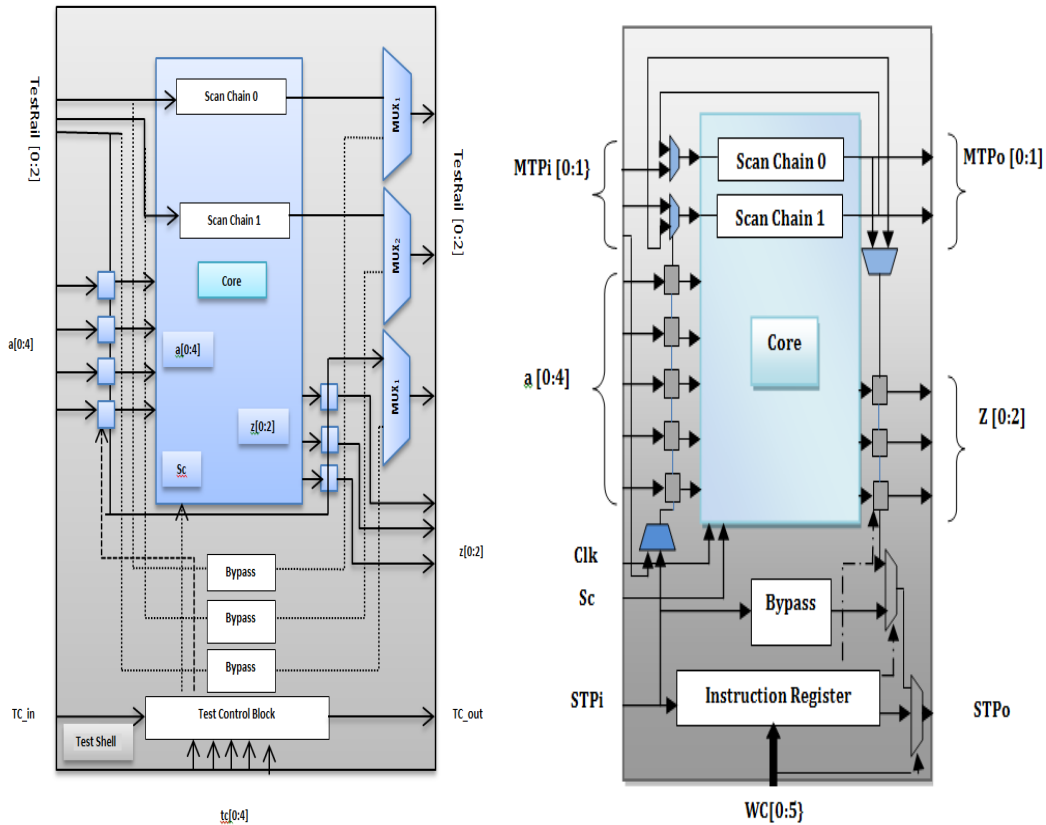 TestRail [0:2]
Scan Chain 0
MUX1
TestRail [0:2]
Scan Chain 1
MUX2
Core
a[0:4]
a[0:4]
MUX1
z[0:2]
Sc
z[0:2]
Bypass
Bypass
Bypass
TC_in
Test Control Block
TC_out
Test Shell
tc[0:4]
MTPi [0:1}
Scan Chain 0
MTPo [0:1]
Scan Chain 1
Core
a [0:4]
Z [0:2]
Clk
Sc
Bypass
STPi
Instruction Register
STPo
WC[0:5}